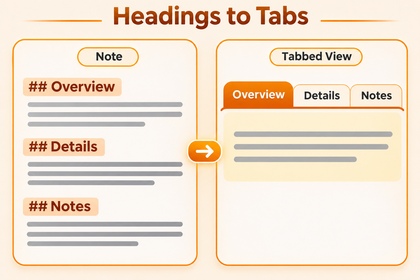 Headings to Tabs
Note
## Overview
## Details
## Notes
Tabbed View
Overview
Details
Notes